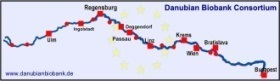 Danubian Biobank Consortium
Regensburg
Ulm
Ingolstadt
Deggendorf
Passau
Linz
Krems
Wien
Bratislava
Budapest
www.danubianbiobank.de